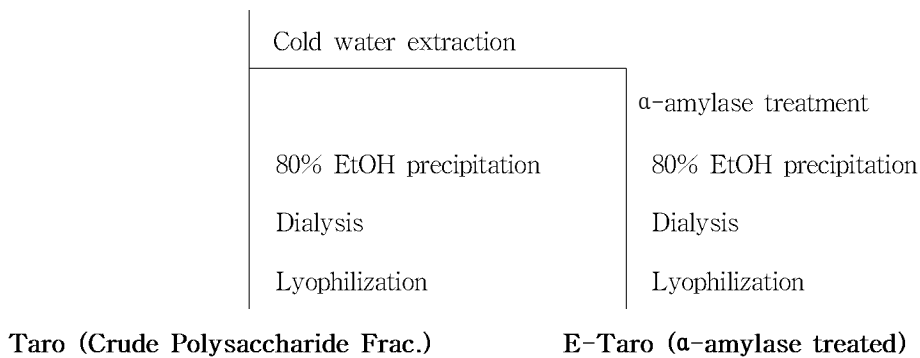 Cold water extraction
α-amylase treatment
80% EtOH precipitation
80% EtOH precipitation
Dialysis
Dialysis
Lyophilization
Lyophilization
Taro (Crude Polysaccharide Frac.)
E-Taro (α-amylase treated)